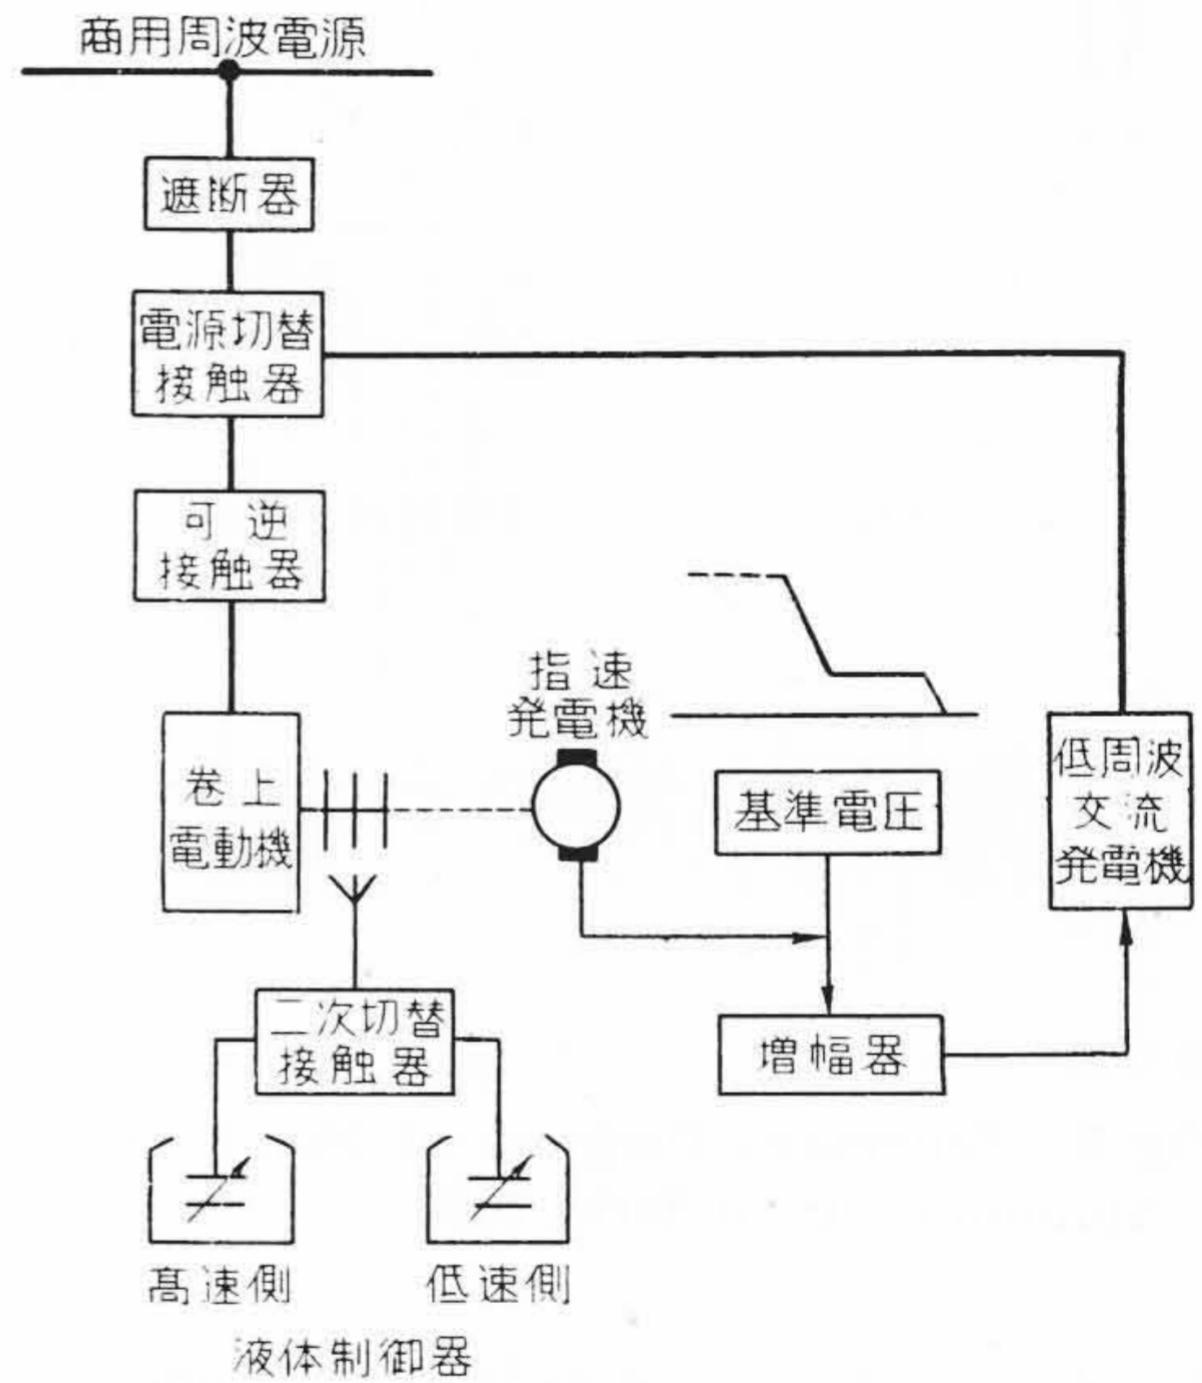 商用周波電源
遮断器
電源切替
接触器
可逆
接触器
巻上
電動機
指速
発電機
基準電圧
低周波
交流
発電機
二次切替
接触器
増幅器
高速側
低速側
液体制御器